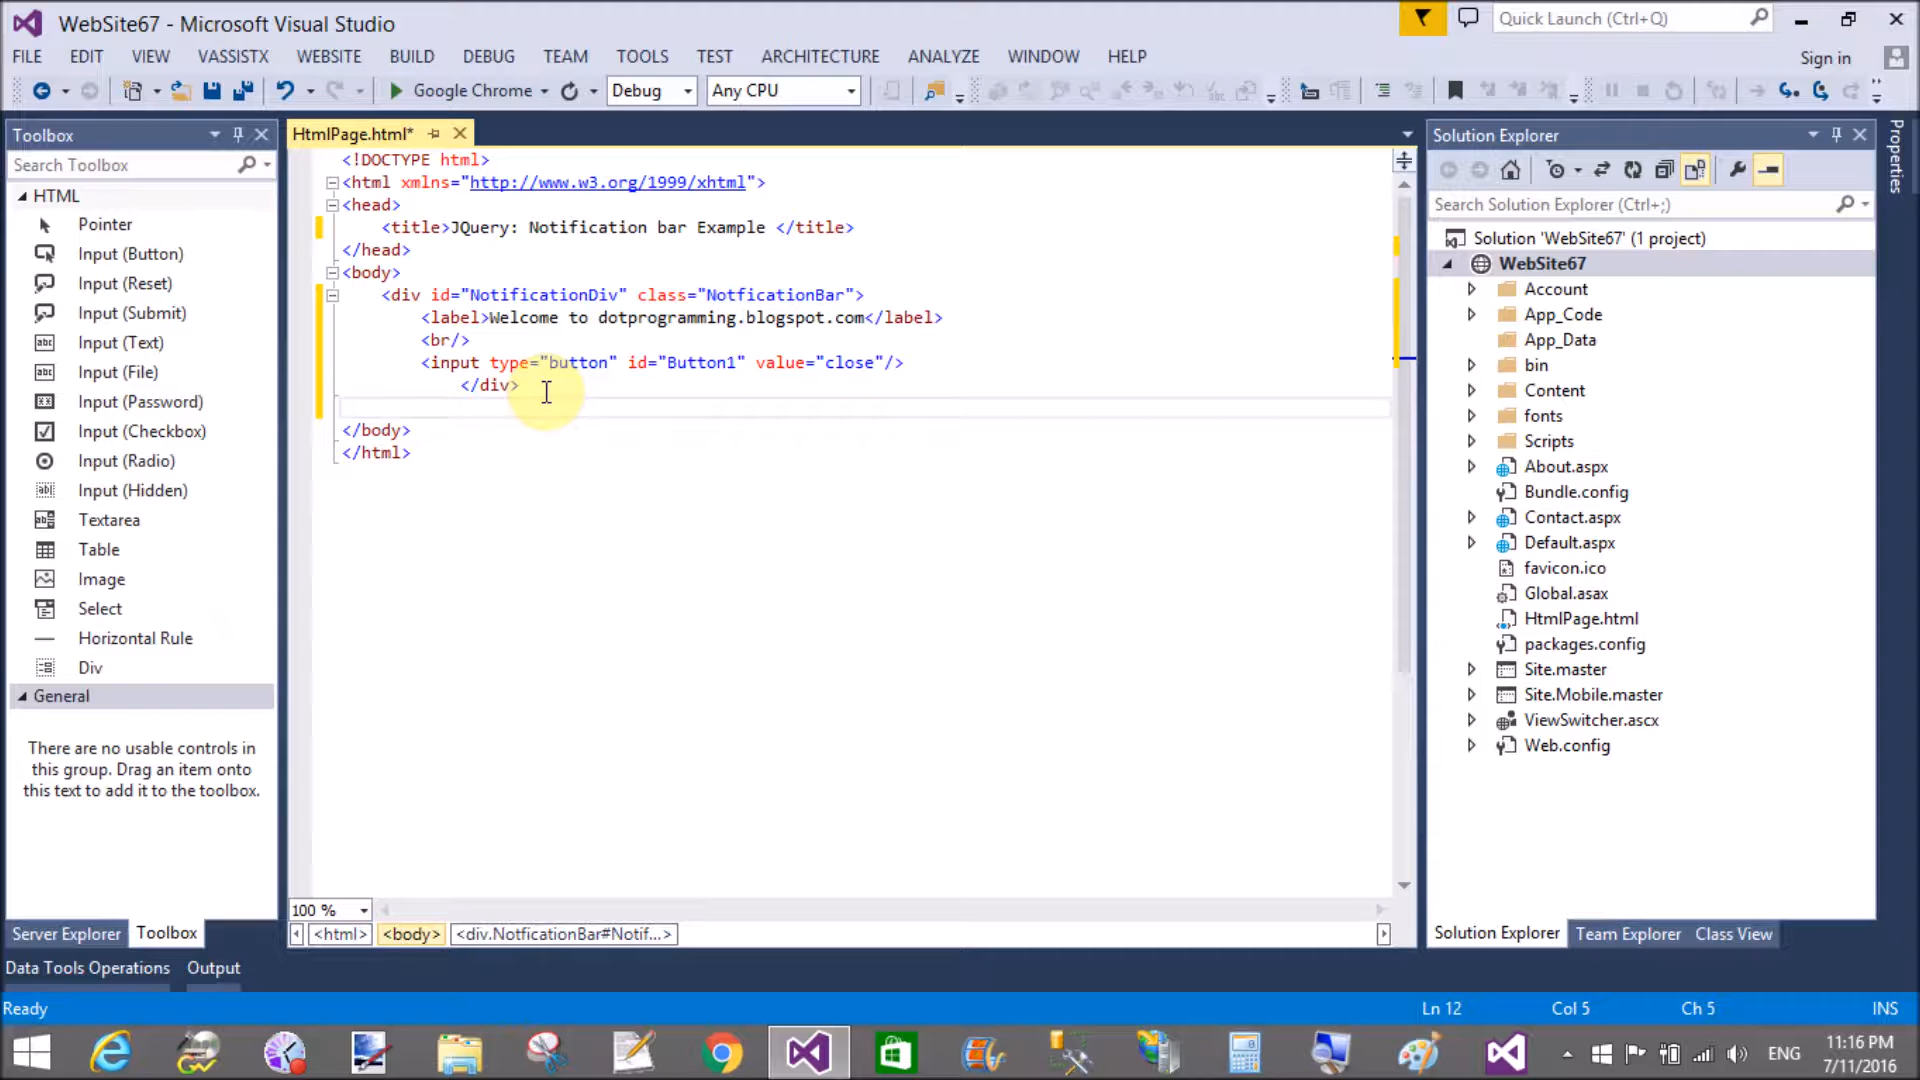 WebSite67 - Microsoft Visual Studio
Quick Launch (Ctrl+Q)
FILE EDIT VIEW VASSISTX WEBSITE BUILD DEBUG TEAM TOOLS TEST ARCHITECTURE ANALYZE WINDOW HELP
Sign in
Google Chrome Debug Any CPU
Toolbox
Search Toolbox
HTML
Pointer
Input (Button)
Input (Reset)
Input (Submit)
Input (Text)
Input (File)
Input (Password)
Input (Checkbox)
Input (Radio)
Input (Hidden)
Textarea
Table
Image
Select
Horizontal Rule
Div
General
There are no usable controls in
this group. Drag an item onto
this text to add it to the toolbox.
Server Explorer Toolbox
HtmlPage.html*
<!DOCTYPE html>
<html xmlns="http://www.w3.org/1999/xhtml">
<head>
<title>JQuery: Notification bar Example </title>
</head>
<body>
<div id="NotificationDiv" class="NotficationBar">
<label>Welcome to dotprogramming.blogspot.com</label>
<br/>
<input type="button" id="Button1" value="close"/>
</div>
</body>
</html>
100 %
<html> <body> <div.NotficationBar#Notif...>
Solution Explorer
Search Solution Explorer (Ctrl+;)
Solution 'WebSite67' (1 project)
WebSite67
Account
App_Code
App_Data
bin
Content
fonts
Scripts
About.aspx
Bundle.config
Contact.aspx
Default.aspx
favicon.ico
Global.asax
HtmlPage.html
packages.config
Site.master
Site.Mobile.master
ViewSwitcher.ascx
Web.config
Solution Explorer Team Explorer Class View
Properties
Data Tools Operations Output
Ready
Ln 12 Col 5 Ch 5 INS
ENG
11:16 PM
7/11/2016